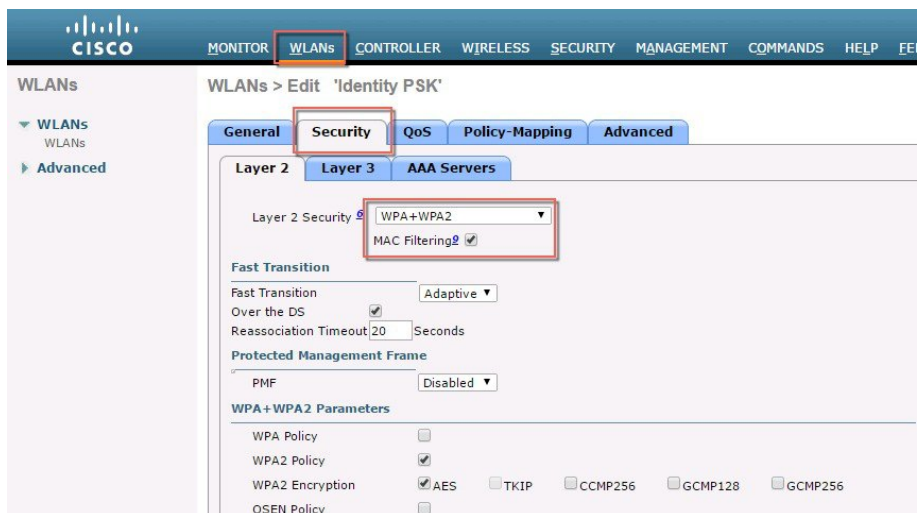 CISCO
MONITOR WLANs CONTROLLER WIRELESS SECURITY MANAGEMENT COMMANDS HELP
WLANs
WLANs
WLANs
Advanced
WLANs > Edit 'Identity PSK'
General Security QoS Policy-Mapping Advanced
Layer 2 Layer 3 AAA Servers
Layer 2 Security 6 WPA+WPA2
MAC Filtering 9
Fast Transition
Fast Transition Adaptive
Over the DS
Reassociation Timeout 20 Seconds
Protected Management Frame
PMF Disabled
WPA+WPA2 Parameters
WPA Policy
WPA2 Policy
WPA2 Encryption AES TKIP CCMP256 GCMP128 GCMP256
OSEN Policy